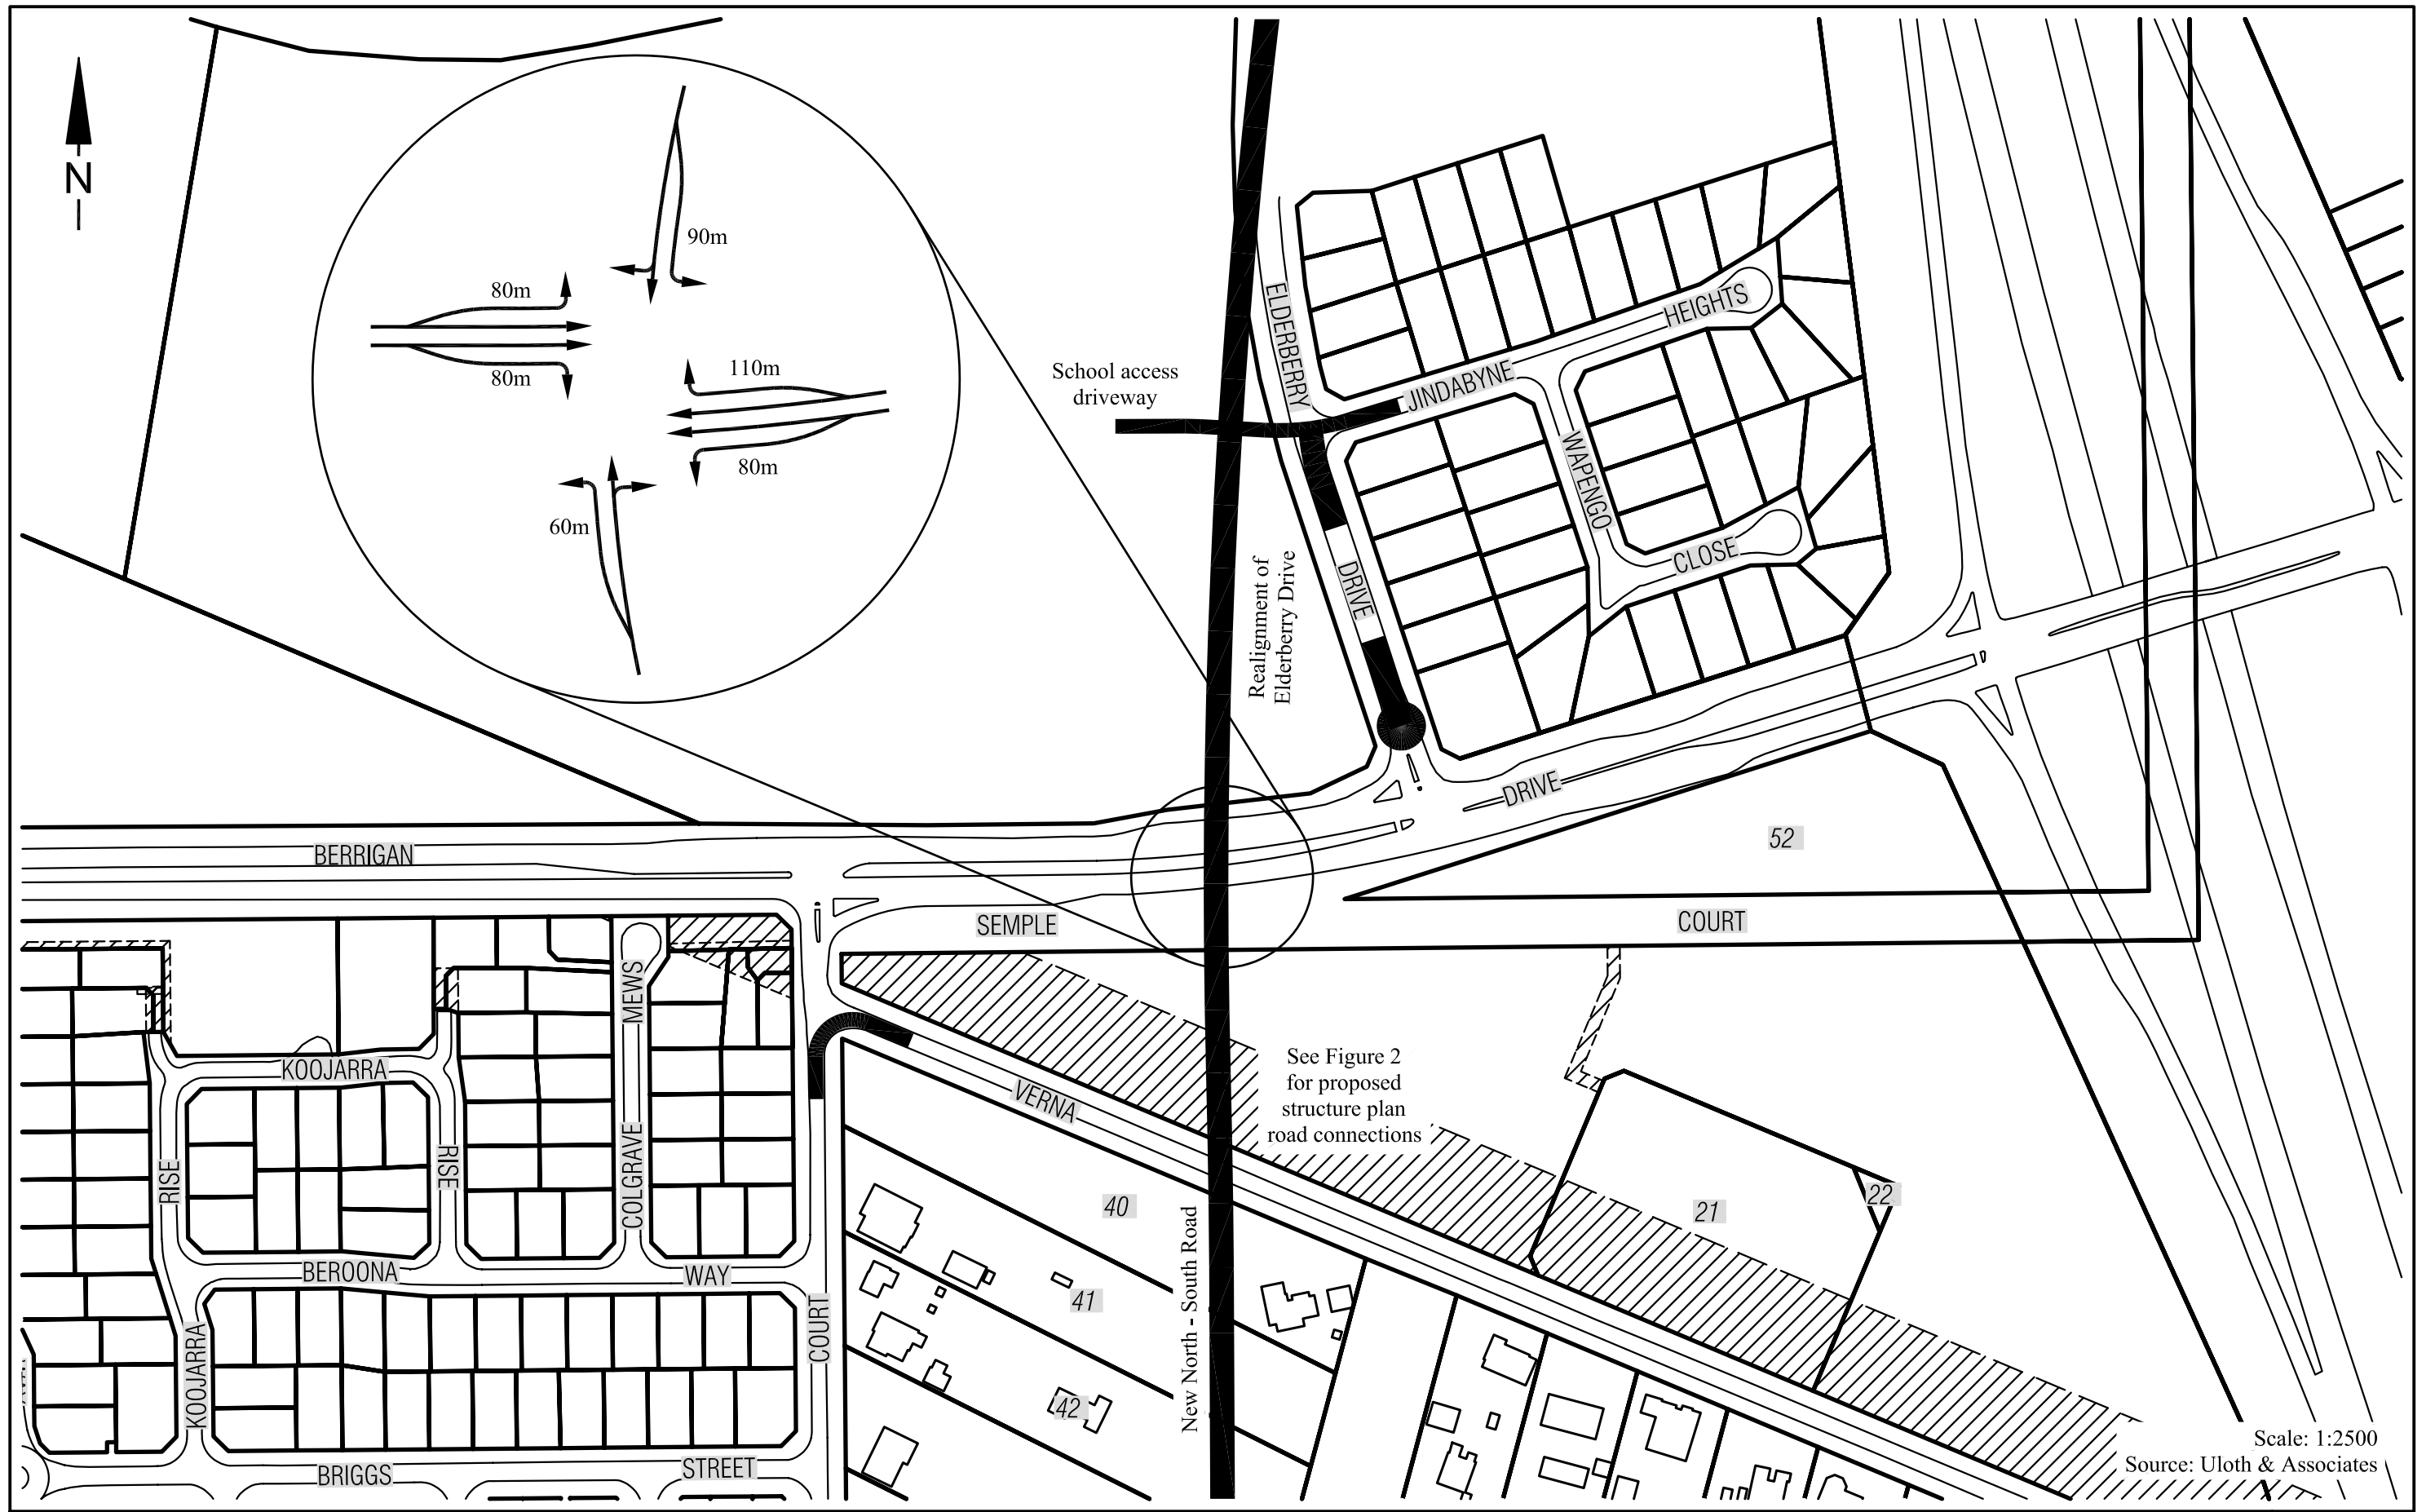 N
90m
80m
80m
110m
80m
60m
School access
driveway
ELDERBERRY
HEIGHTS
JINDABYNE
WAPENGO
CLOSE
DRIVE
Realignment of
Elderberry Drive
DRIVE
52
BERRIGAN
SEMPLE
COURT
MEWS
KOOJARRA
VERNA
See Figure 2
for proposed
structure plan
road connections
RISE
RISE
COLGRAVE
40
21
22
BEROONA
WAY
41
COURT
New North - South Road
KOOJARRA
42
BRIGGS
STREET
Scale: 1:2500
Source: Uloth & Associates